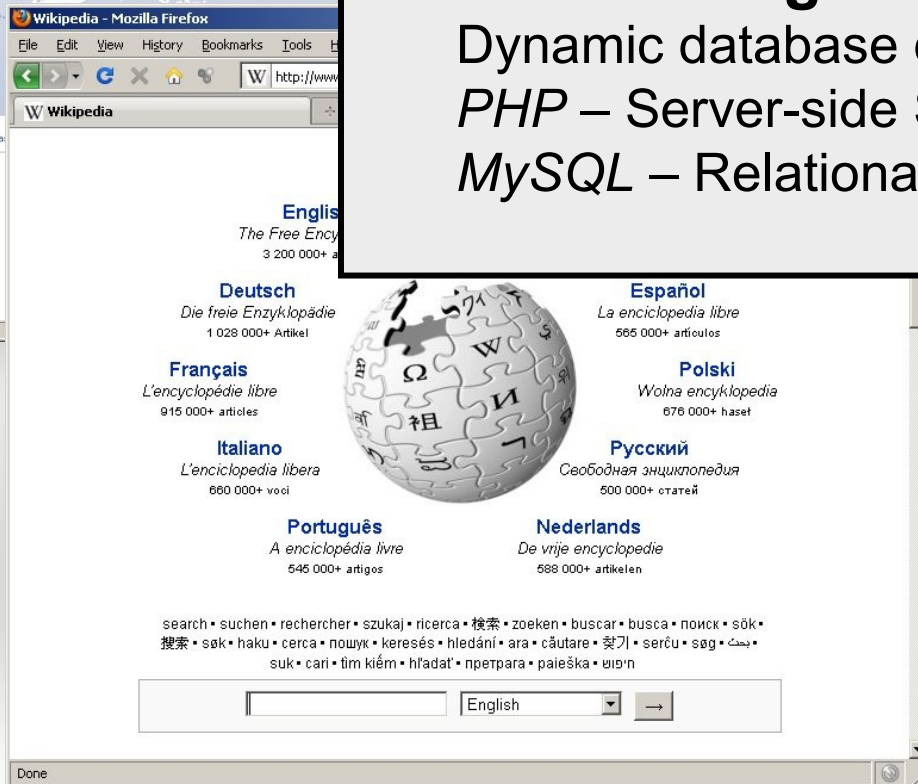 Wikipedia - Mozilla Firefox
File Edit View History Bookmarks Tools
W http://www
W Wikipedia
Dynamic database
PHP – Server-side
MySQL – Relationa
Englis
The Free Ency
3 200 000+
Deutsch
Die freie Enzyklopädie
1 028 000+ Artikel
Español
La enciclopedia libre
565 000+ artículos
Français
L'encyclopédie libre
915 000+ articles
Polski
Wolna encyklopedia
676 000+ haseł
Italiano
L'enciclopedia libera
660 000+ voci
Русский
Свободная энциклопедия
500 000+ статей
Português
A enciclopédia livre
545 000+ artigos
Nederlands
De vrije encyclopedie
588 000+ artikelen
search • suchen • rechercher • szukaj • ricerca • 検索 • zoeken • buscar • busca • поиск • sök •
搜索 • søk • haku • cerca • пошук • keresés • hledání • ara • căutare • 찾기 • serĉu • søg • بحث •
suk • cari • tìm kiếm • hľadať • претрага • paieška • חיפוש
English →
Done